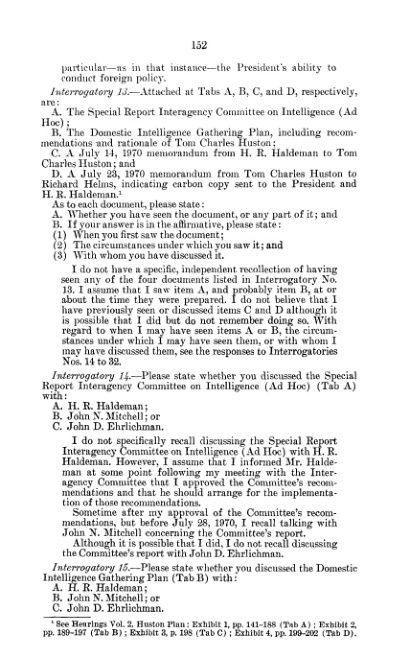 152
particular—as in that instance—the President's ability to
conduct foreign policy.
Interrogatory 13.—Attached at Tabs A, B, C, and D, respectively,
are:
A. The Special Report Interagency Committee on Intelligence (Ad
Hoc);
B. The Domestic Intelligence Gathering Plan, including recom-
mendations and rationale of Tom Charles Huston;
C. A July 14, 1970 memorandum from H. R. Haldeman to Tom
Charles Huston; and
D. A July 23, 1970 memorandum from Tom Charles Huston to
Richard Helms, indicating carbon copy sent to the President and
H. R. Haldeman.¹
As to each document, please state:
A. Whether you have seen the document, or any part of it; and
B. If your answer is in the affirmative, please state:
(1) When you first saw the document;
(2) The circumstances under which you saw it; and
(3) With whom you have discussed it.
I do not have a specific, independent recollection of having
seen any of the four documents listed in Interrogatory No.
13. I assume that I saw item A, and probably item B, at or
about the time they were prepared. I do not believe that I
have previously seen or discussed items C and D although it
is possible that I did but do not remember doing so. With
regard to when I may have seen items A or B, the circum-
stances under which I may have seen them, or with whom I
may have discussed them, see the responses to Interrogatories
Nos. 14 to 32.
Interrogatory 14.—Please state whether you discussed the Special
Report Interagency Committee on Intelligence (Ad Hoc) (Tab A)
with:
A. H. R. Haldeman;
B. John N. Mitchell; or
C. John D. Ehrlichman.
I do not specifically recall discussing the Special Report
Interagency Committee on Intelligence (Ad Hoc) with H. R.
Haldeman. However, I assume that I informed Mr. Halde-
man at some point following my meeting with the Inter-
agency Committee that I approved the Committee's recom-
mendations and that he should arrange for the implementa-
tion of those recommendations.
Sometime after my approval of the Committee's recom-
mendations, but before July 28, 1970, I recall talking with
John N. Mitchell concerning the Committee's report.
Although it is possible that I did, I do not recall discussing
the Committee's report with John D. Ehrlichman.
Interrogatory 15.—Please state whether you discussed the Domestic
Intelligence Gathering Plan (Tab B) with:
A. H. R. Haldeman;
B. John N. Mitchell; or
C. John D. Ehrlichman.
¹ See Hearings Vol. 2, Huston Plan: Exhibit 1, pp. 141–188 (Tab A); Exhibit 2,
pp. 189–197 (Tab B); Exhibit 3, p. 198 (Tab C); Exhibit 4, pp. 199–202 (Tab D).